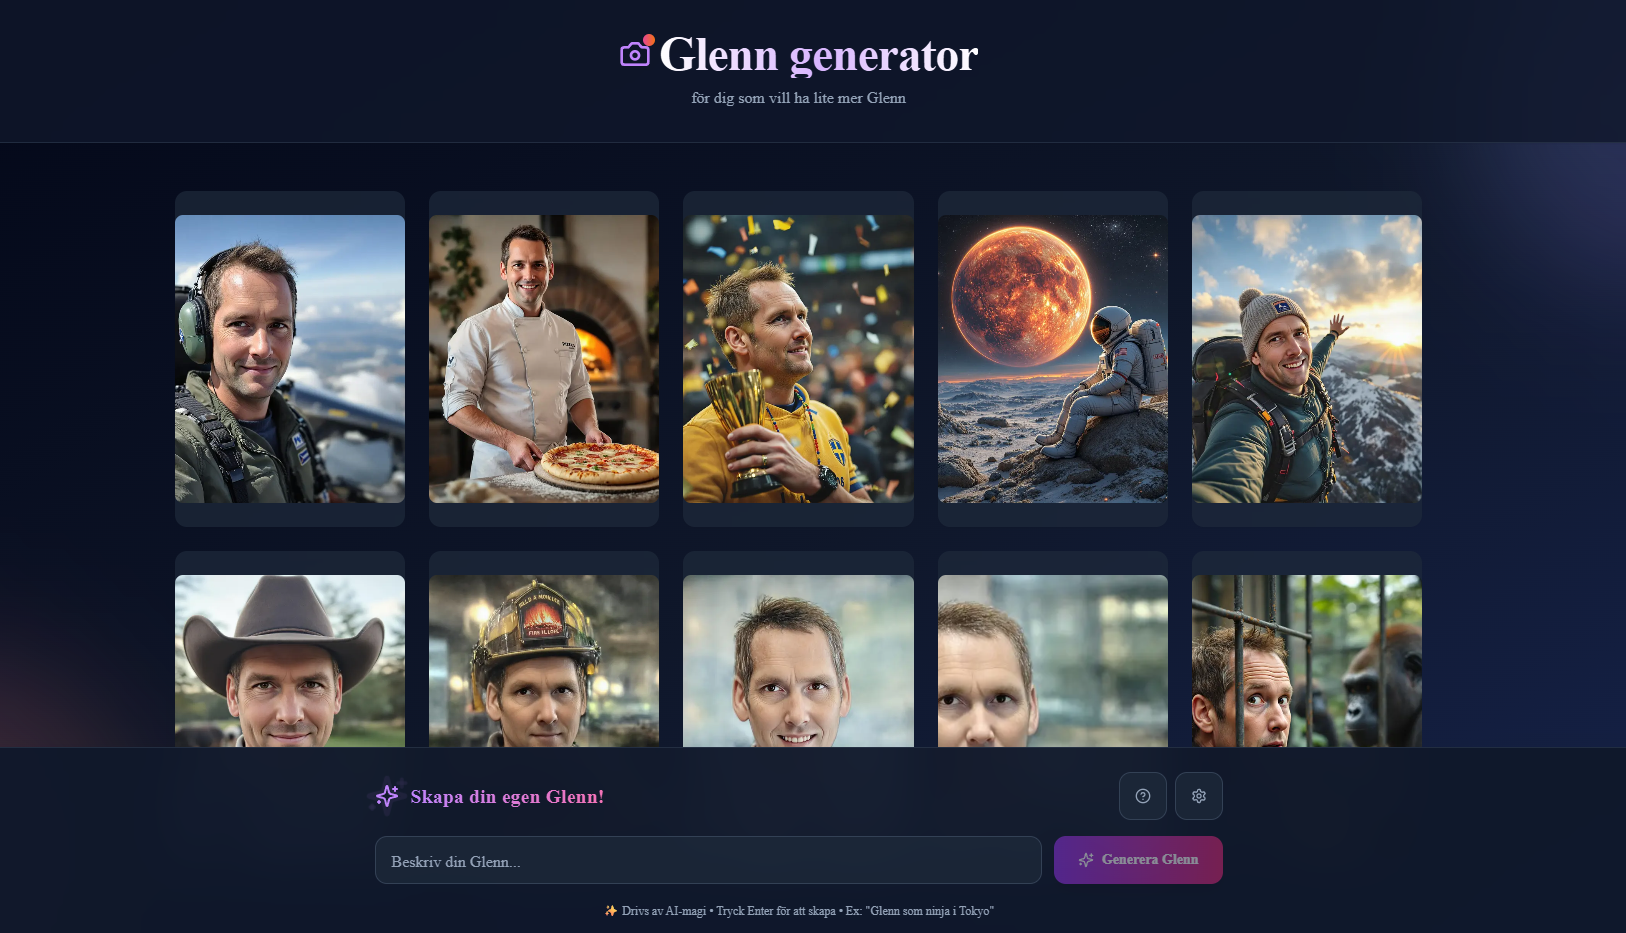 Glenn generator
för dig som vill ha lite mer Glenn
Skapa din egen Glenn!
Beskriv din Glenn...
Generera Glenn
✨ Drivs av AI-magi • Tryck Enter för att skapa • Ex: "Glenn som ninja i Tokyo"